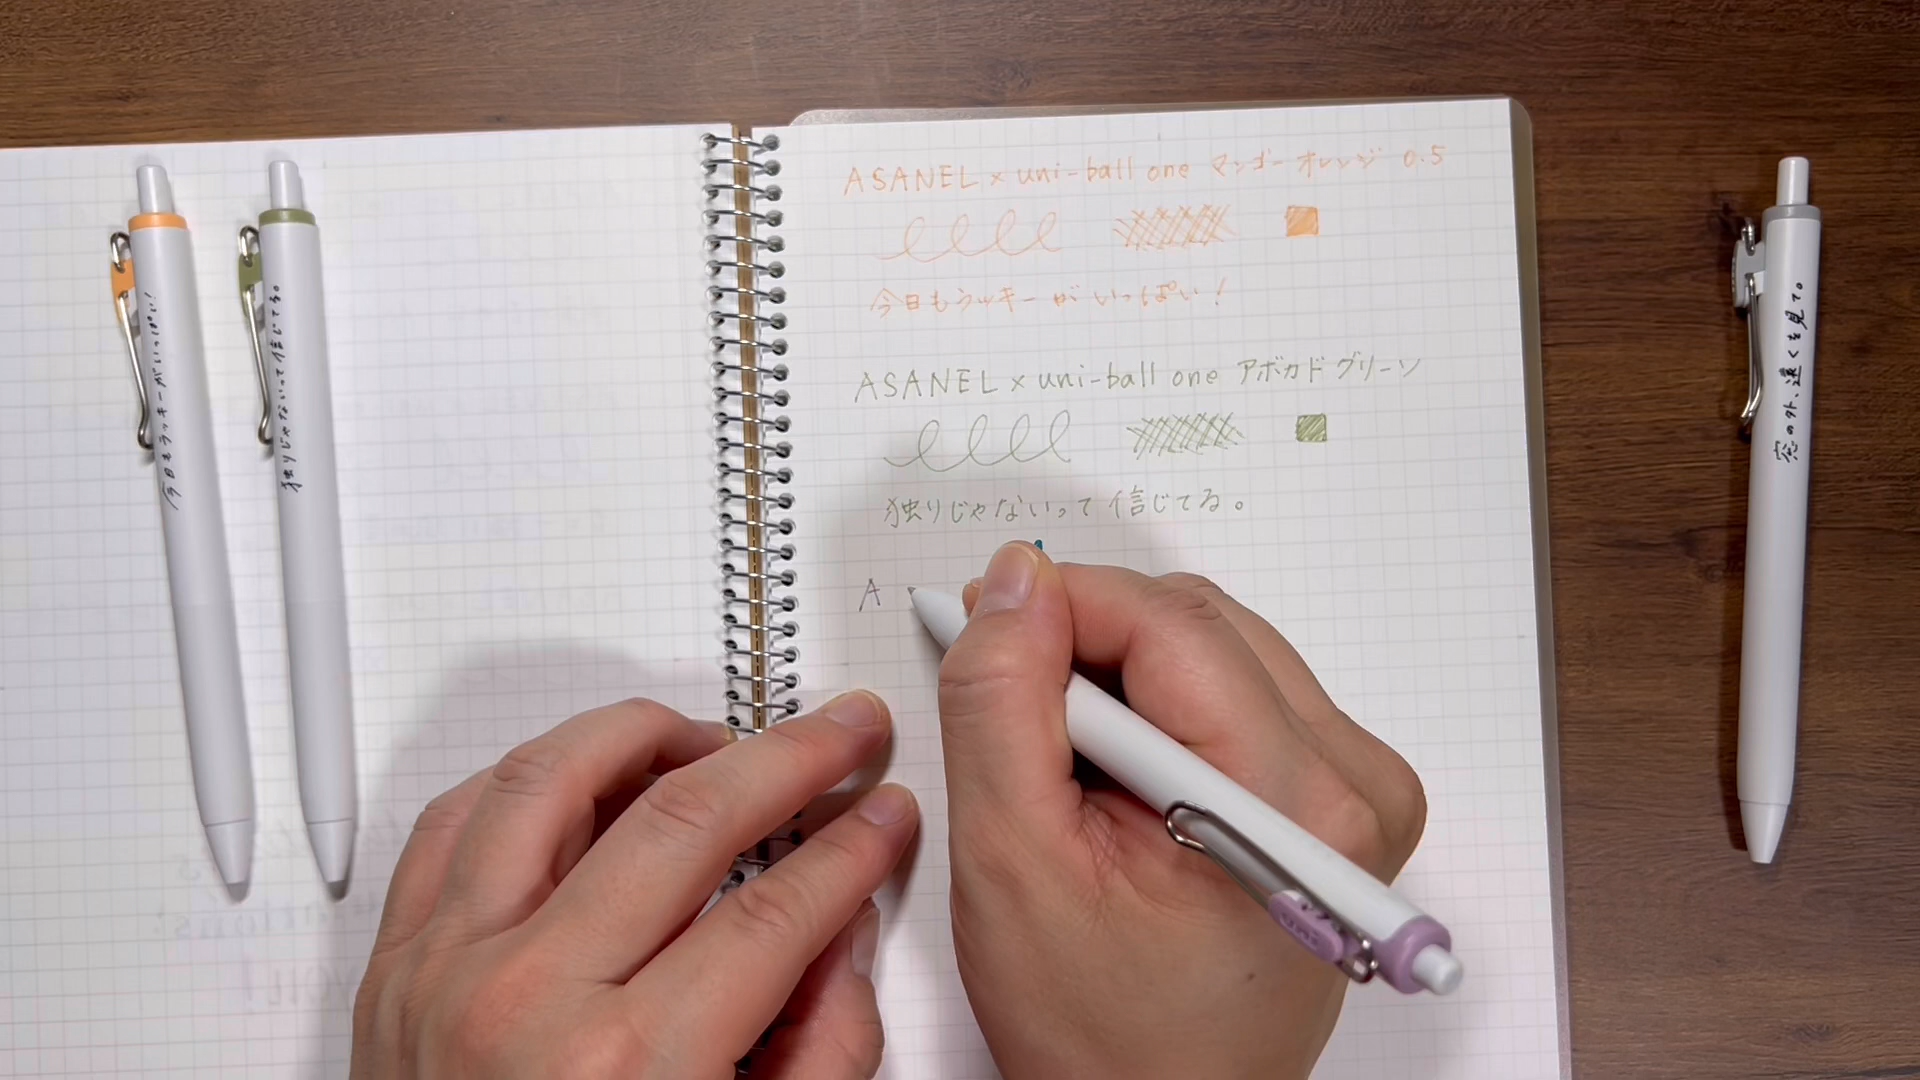 ASANEL × uni-ball one マンゴーオレンジ 0.5
今日もラッキーがいっぱい!
ASANEL × uni-ball one アボカドグリーン
独りじゃないって信じてる。
A
今日もラッキーがいっぱい!
独りじゃないって信じてる。
窓の外、遠くを見て。